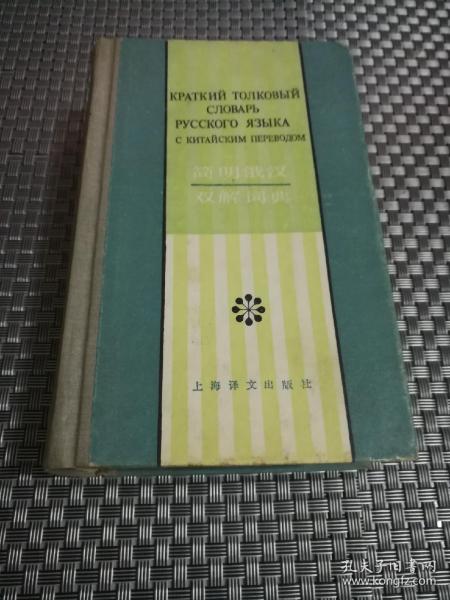 КРАТКИЙ ТОЛКОВЫЙ
СЛОВАРЬ
РУССКОГО ЯЗЫКА
С КИТАЙСКИМ ПЕРЕВОДОМ
简明俄汉
双解词典
上海译文出版社
孔夫子旧书网
www.kongfz.com